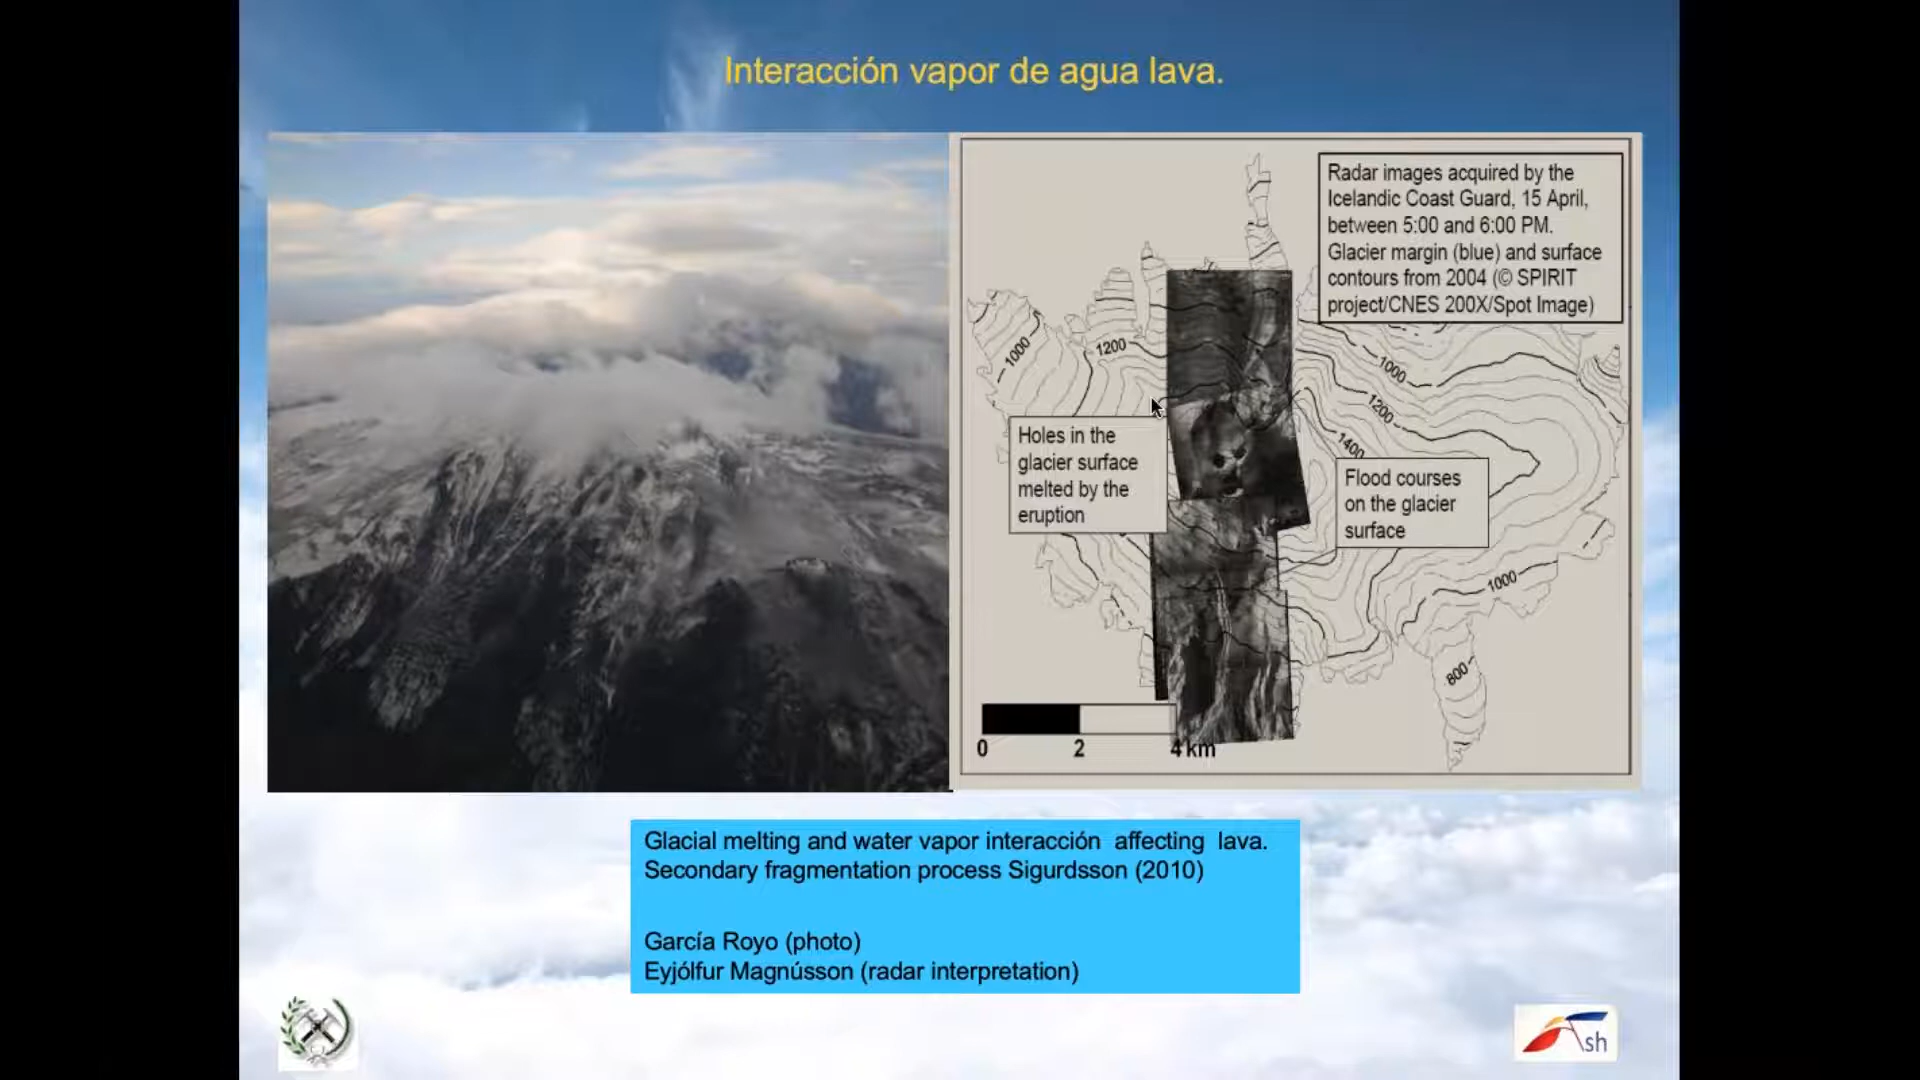 Interacción vapor de agua lava.
Radar images acquired by the
Icelandic Coast Guard, 15 April,
between 5:00 and 6:00 PM.
Glacier margin (blue) and surface
contours from 2004 (© SPIRIT
project/CNES 200X/Spot Image)
1000
1200
1000
1200
1400
Holes in the
glacier surface
melted by the
eruption
Flood courses
on the glacier
surface
1000
800
0 2 4 km
Glacial melting and water vapor interacción affecting lava.
Secondary fragmentation process Sigurdsson (2010)
García Royo (photo)
Eyjólfur Magnússon (radar interpretation)
Ash